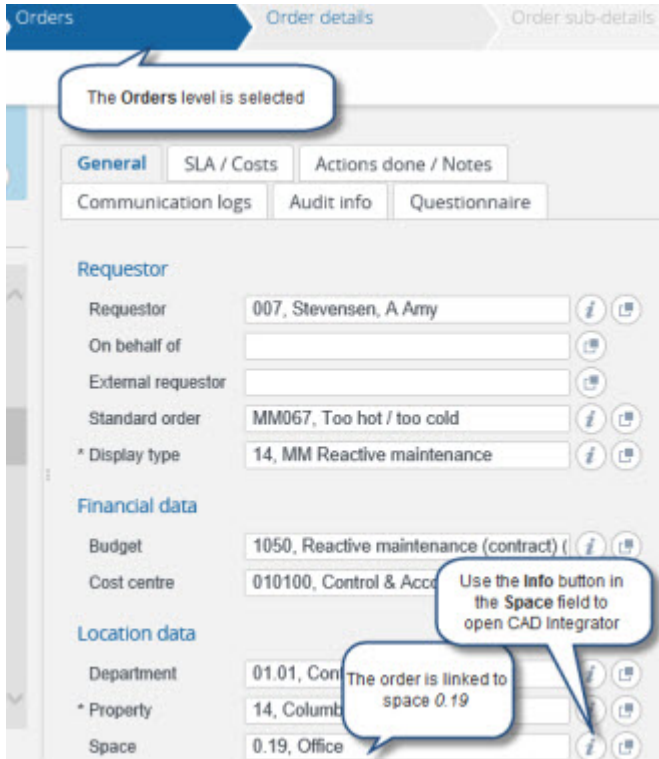 Orders
Order details
Order sub-details
The Orders level is selected
General
SLA / Costs
Actions done / Notes
Communication logs
Audit info
Questionnaire
Requestor
Requestor
007, Stevensen, A Amy
On behalf of
External requestor
Standard order
MM067, Too hot / too cold
* Display type
14, MM Reactive maintenance
Financial data
Budget
1050, Reactive maintenance (contract) (
Cost centre
010100, Control & Acco
Use the Info button in
the Space field to
open CAD Integrator
Location data
Department
01.01, Con
The order is linked to
space 0.19
* Property
14, Columb
Space
0.19, Office